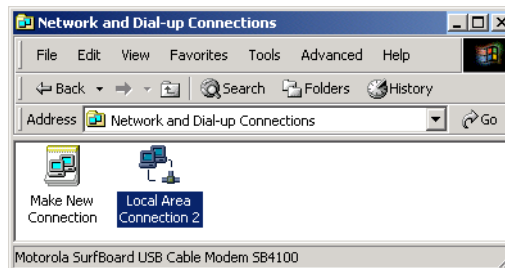 Network and Dial-up Connections
File Edit View Favorites Tools Advanced Help
Back Search Folders History
Address Network and Dial-up Connections Go
Make New Connection
Local Area Connection 2
Motorola SurfBoard USB Cable Modem SB4100